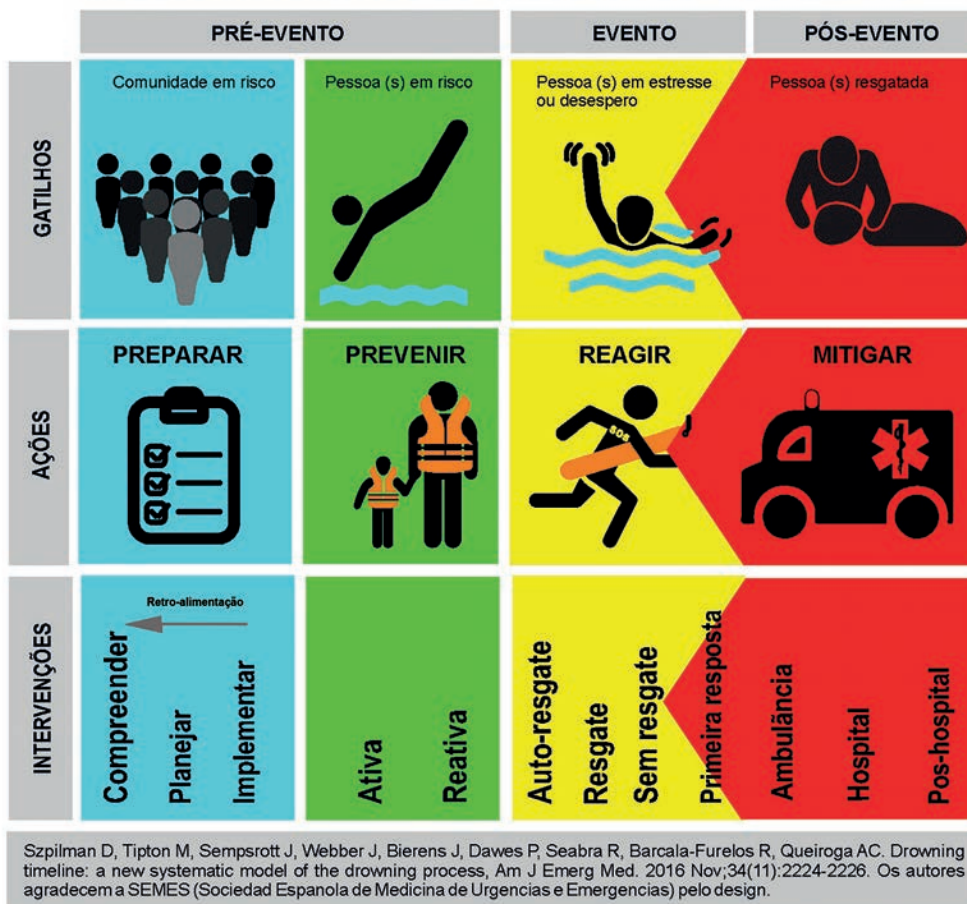 PRÉ-EVENTO
EVENTO
PÓS-EVENTO
GATILHOS
Comunidade em risco
Pessoa (s) em risco
Pessoa (s) em estresse
ou desespero
Pessoa (s) resgatada
AÇÕES
PREPARAR
PREVENIR
REAGIR
SOS
MITIGAR
INTERVENÇÕES
Retro-alimentação
Compreender
Planejar
Implementar
Ativa
Reativa
Auto-resgate
Resgate
Sem resgate
Primeira resposta
Ambulância
Hospital
Pos-hospital
Szpilman D, Tipton M, Sempsrott J, Webber J, Bierens J, Dawes P, Seabra R, Barcala-Furelos R, Queiroga AC. Drowning
timeline: a new systematic model of the drowning process, Am J Emerg Med. 2016 Nov;34(11):2224-2226. Os autores
agradecem a SEMES (Sociedad Espanola de Medicina de Urgencias e Emergencias) pelo design.